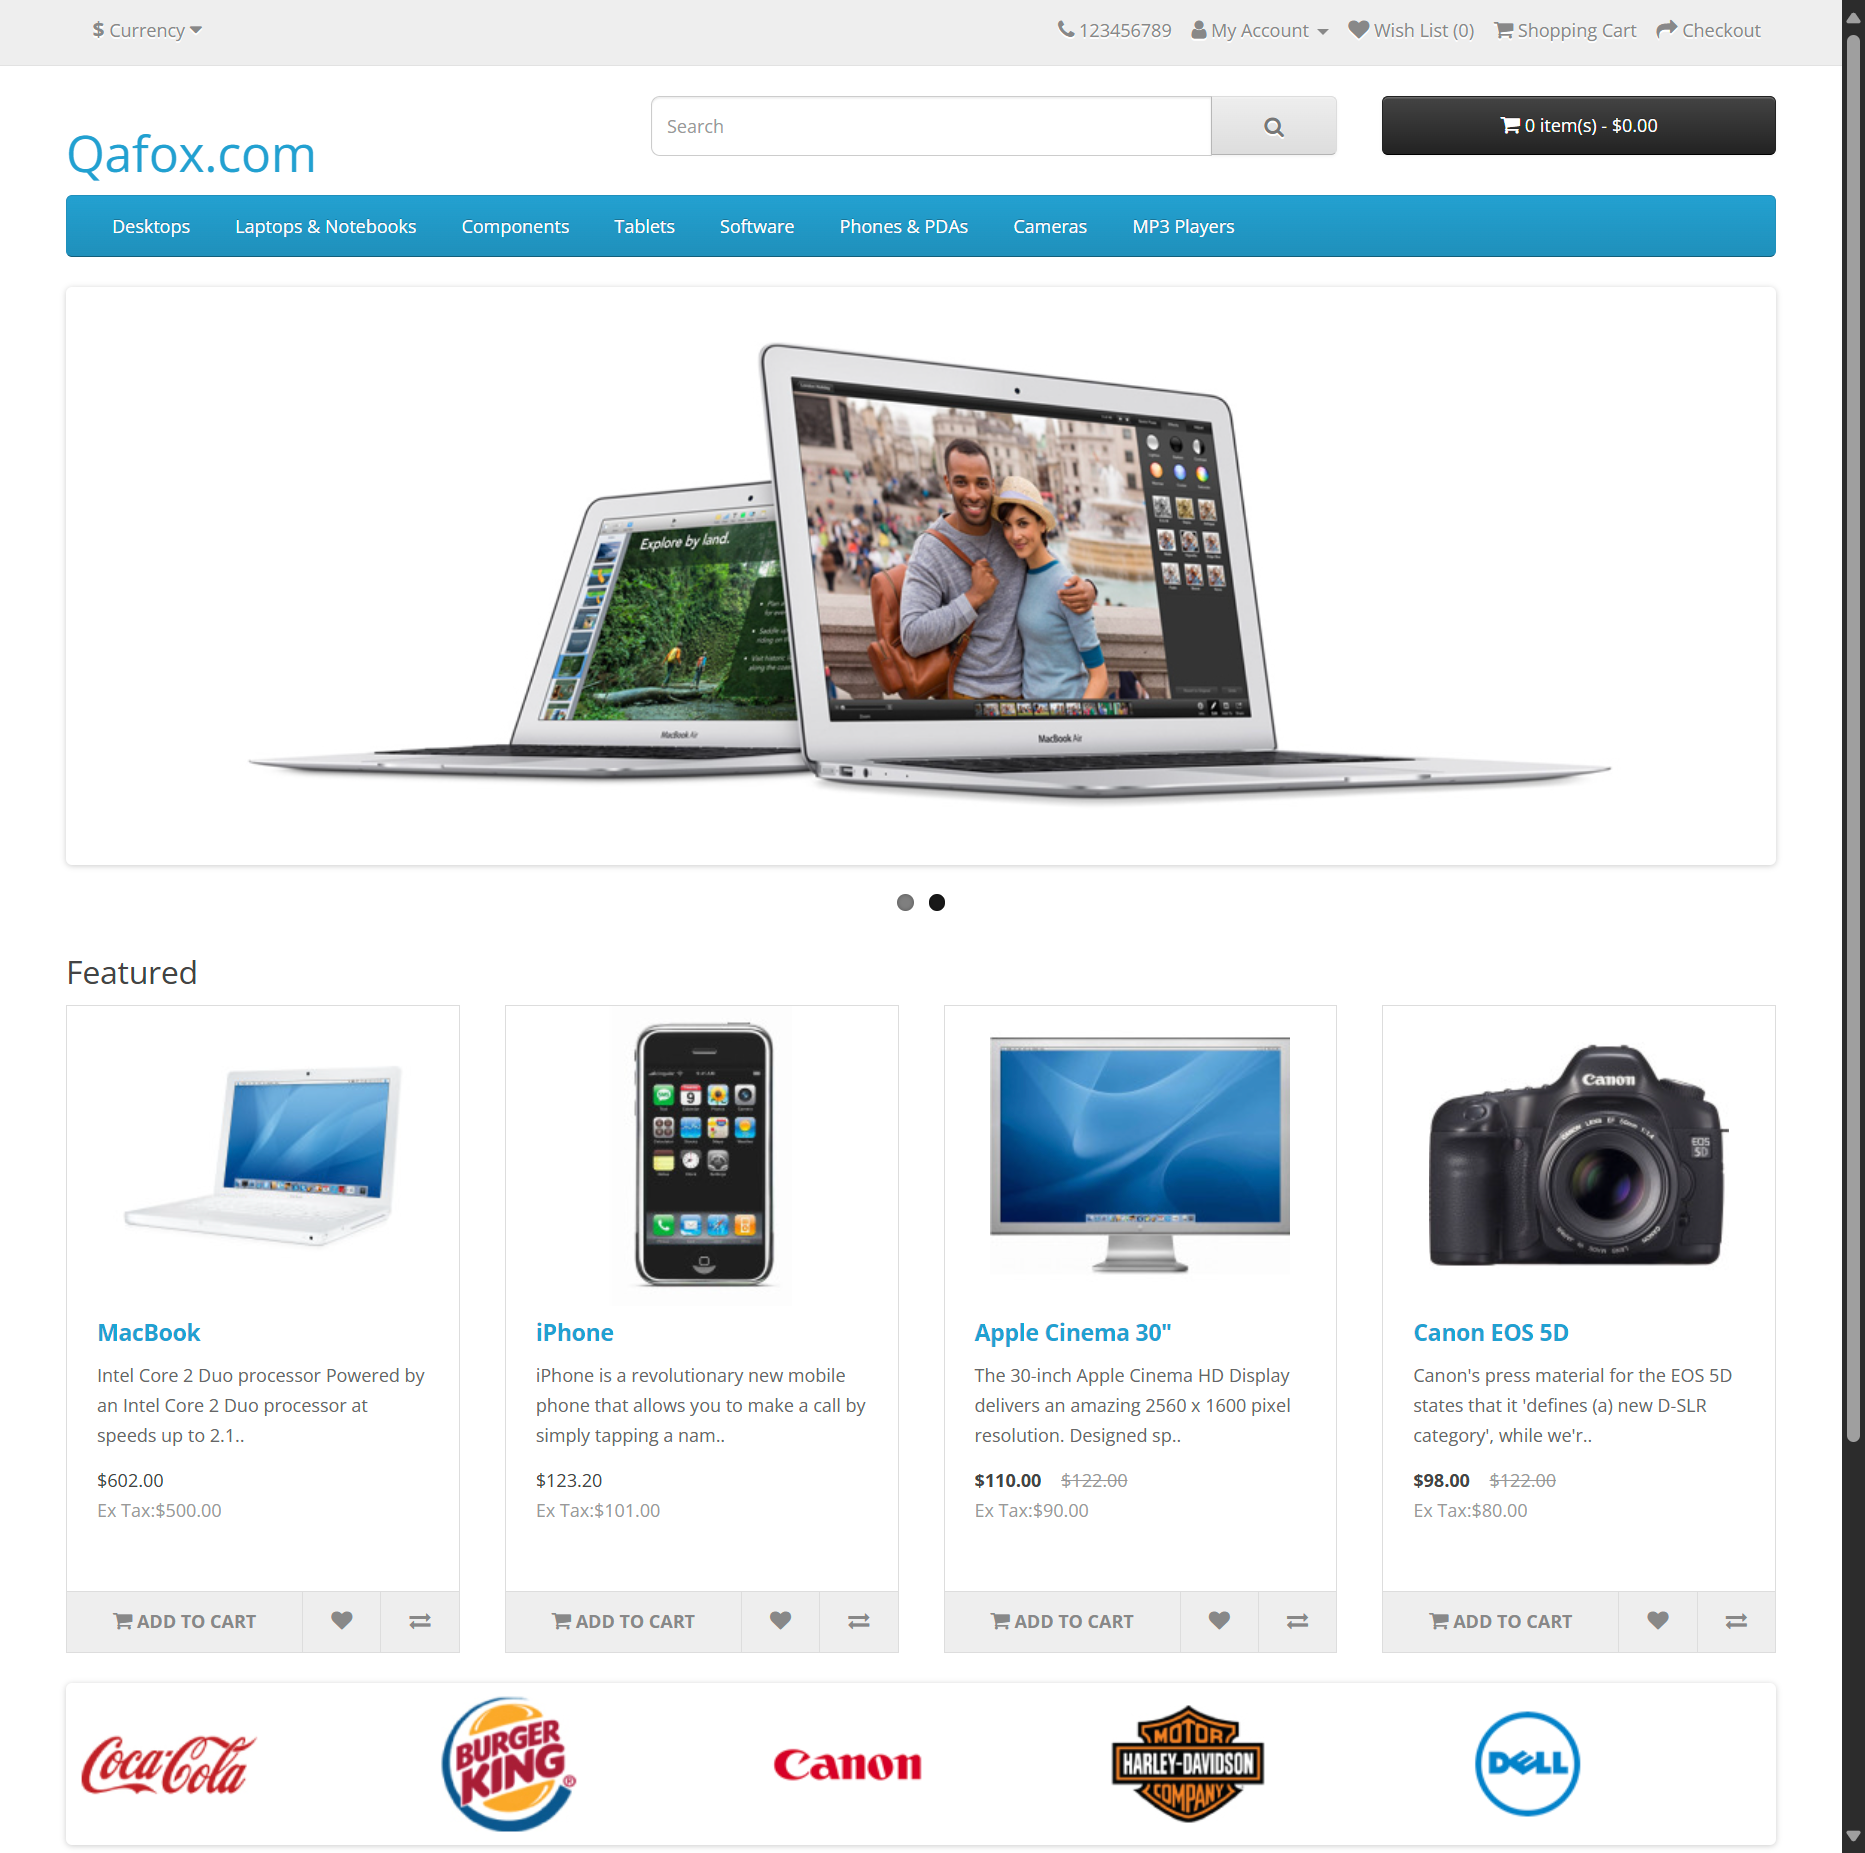 $ Currency
123456789 My Account Wish List (0) Shopping Cart Checkout
Qafox.com
Search
0 item(s) - $0.00
Desktops Laptops & Notebooks Components Tablets Software Phones & PDAs Cameras MP3 Players
Explore by land.
MacBook Air
MacBook Air
Featured
Canon
EOS
5D
MacBook
Intel Core 2 Duo processor Powered by
an Intel Core 2 Duo processor at
speeds up to 2.1..
$602.00
Ex Tax:$500.00
ADD TO CART
iPhone
iPhone is a revolutionary new mobile
phone that allows you to make a call by
simply tapping a nam..
$123.20
Ex Tax:$101.00
ADD TO CART
Apple Cinema 30"
The 30-inch Apple Cinema HD Display
delivers an amazing 2560 x 1600 pixel
resolution. Designed sp..
$110.00 $122.00
Ex Tax:$90.00
ADD TO CART
Canon EOS 5D
Canon's press material for the EOS 5D
states that it 'defines (a) new D-SLR
category', while we'r..
$98.00 $122.00
Ex Tax:$80.00
ADD TO CART
Coca-Cola
BURGER
KING®
Canon
MOTOR
HARLEY-DAVIDSON
COMPANY
DELL